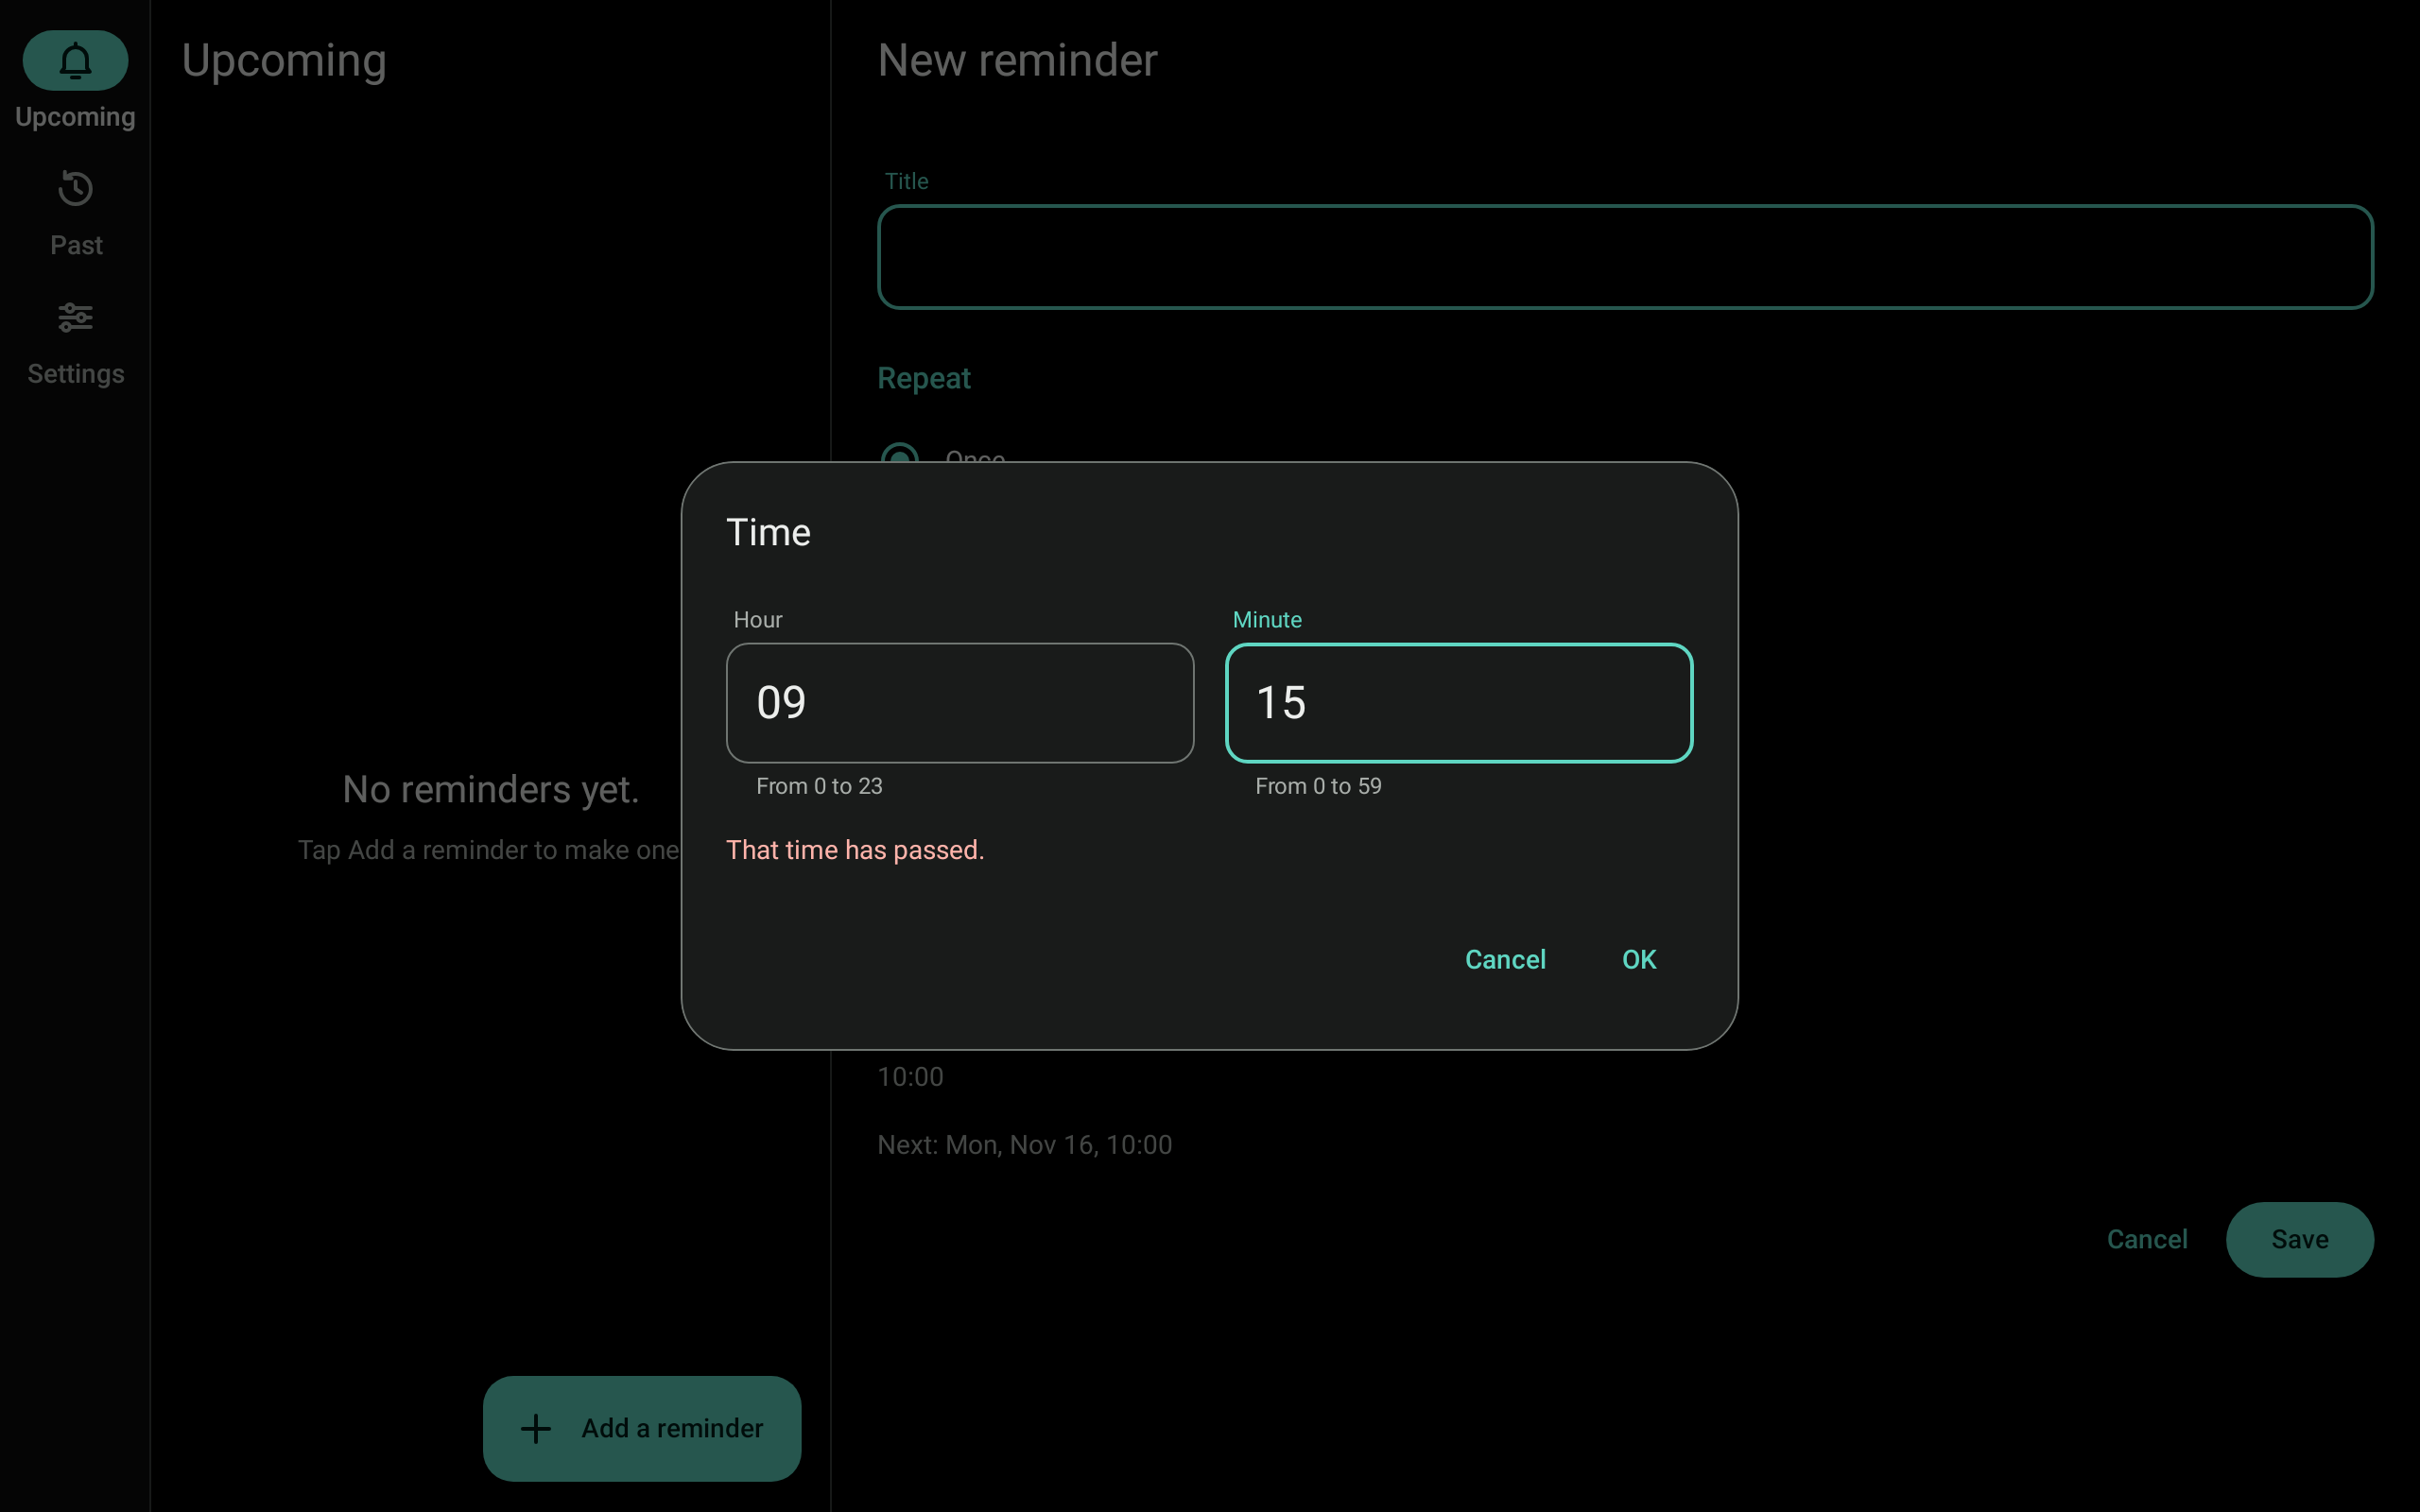 Upcoming
Past
Settings
Upcoming
No reminders yet.
Tap Add a reminder to make one
Add a reminder
New reminder
Title
Repeat
Once
Time
Hour
09
From 0 to 23
Minute
15
From 0 to 59
That time has passed.
Cancel
OK
10:00
Next: Mon, Nov 16, 10:00
Cancel
Save